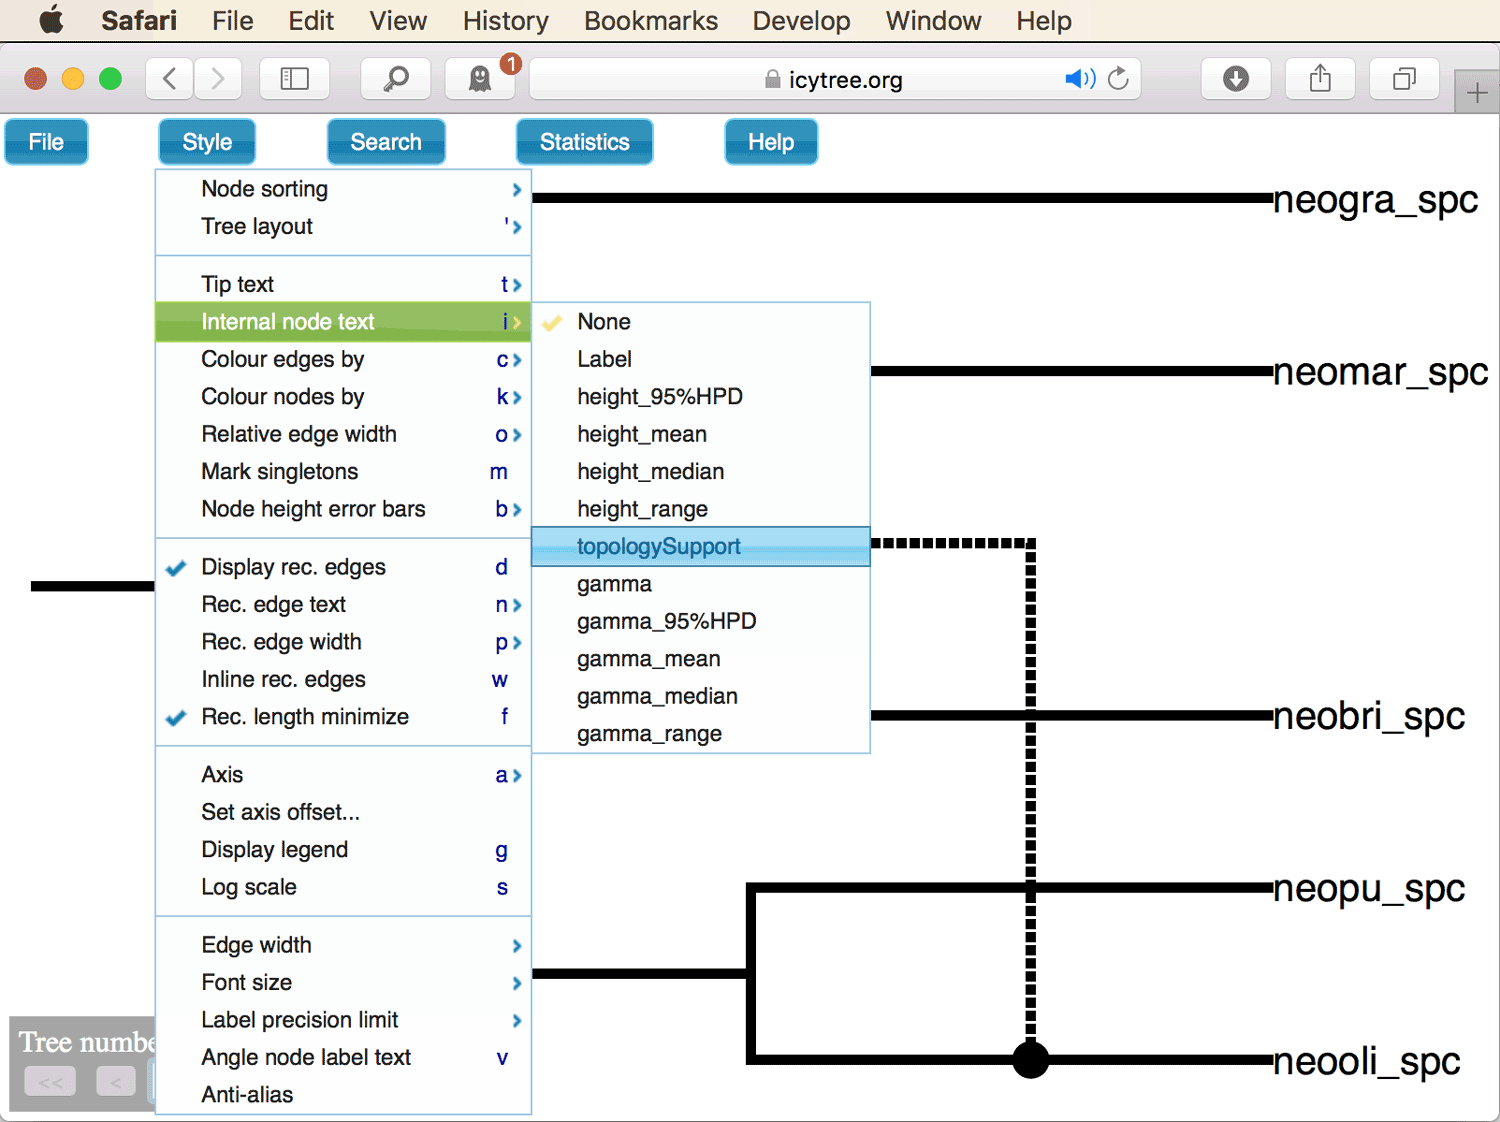 Safari File Edit View History Bookmarks Develop Window Help
1
icytree.org
File Style Search Statistics Help
Node sorting
Tree layout '
Tip text t
Internal node text i
Colour edges by c
Colour nodes by k
Relative edge width o
Mark singletons m
Node height error bars b
Display rec. edges d
Rec. edge text n
Rec. edge width p
Inline rec. edges w
Rec. length minimize f
Axis a
Set axis offset...
Display legend g
Log scale s
Edge width
Font size
Label precision limit
Angle node label text v
Anti-alias
None
Label
height_95%HPD
height_mean
height_median
height_range
topologySupport
gamma
gamma_95%HPD
gamma_mean
gamma_median
gamma_range
neogra_spc
neomar_spc
neobri_spc
neopu_spc
neooli_spc
Tree
<< <